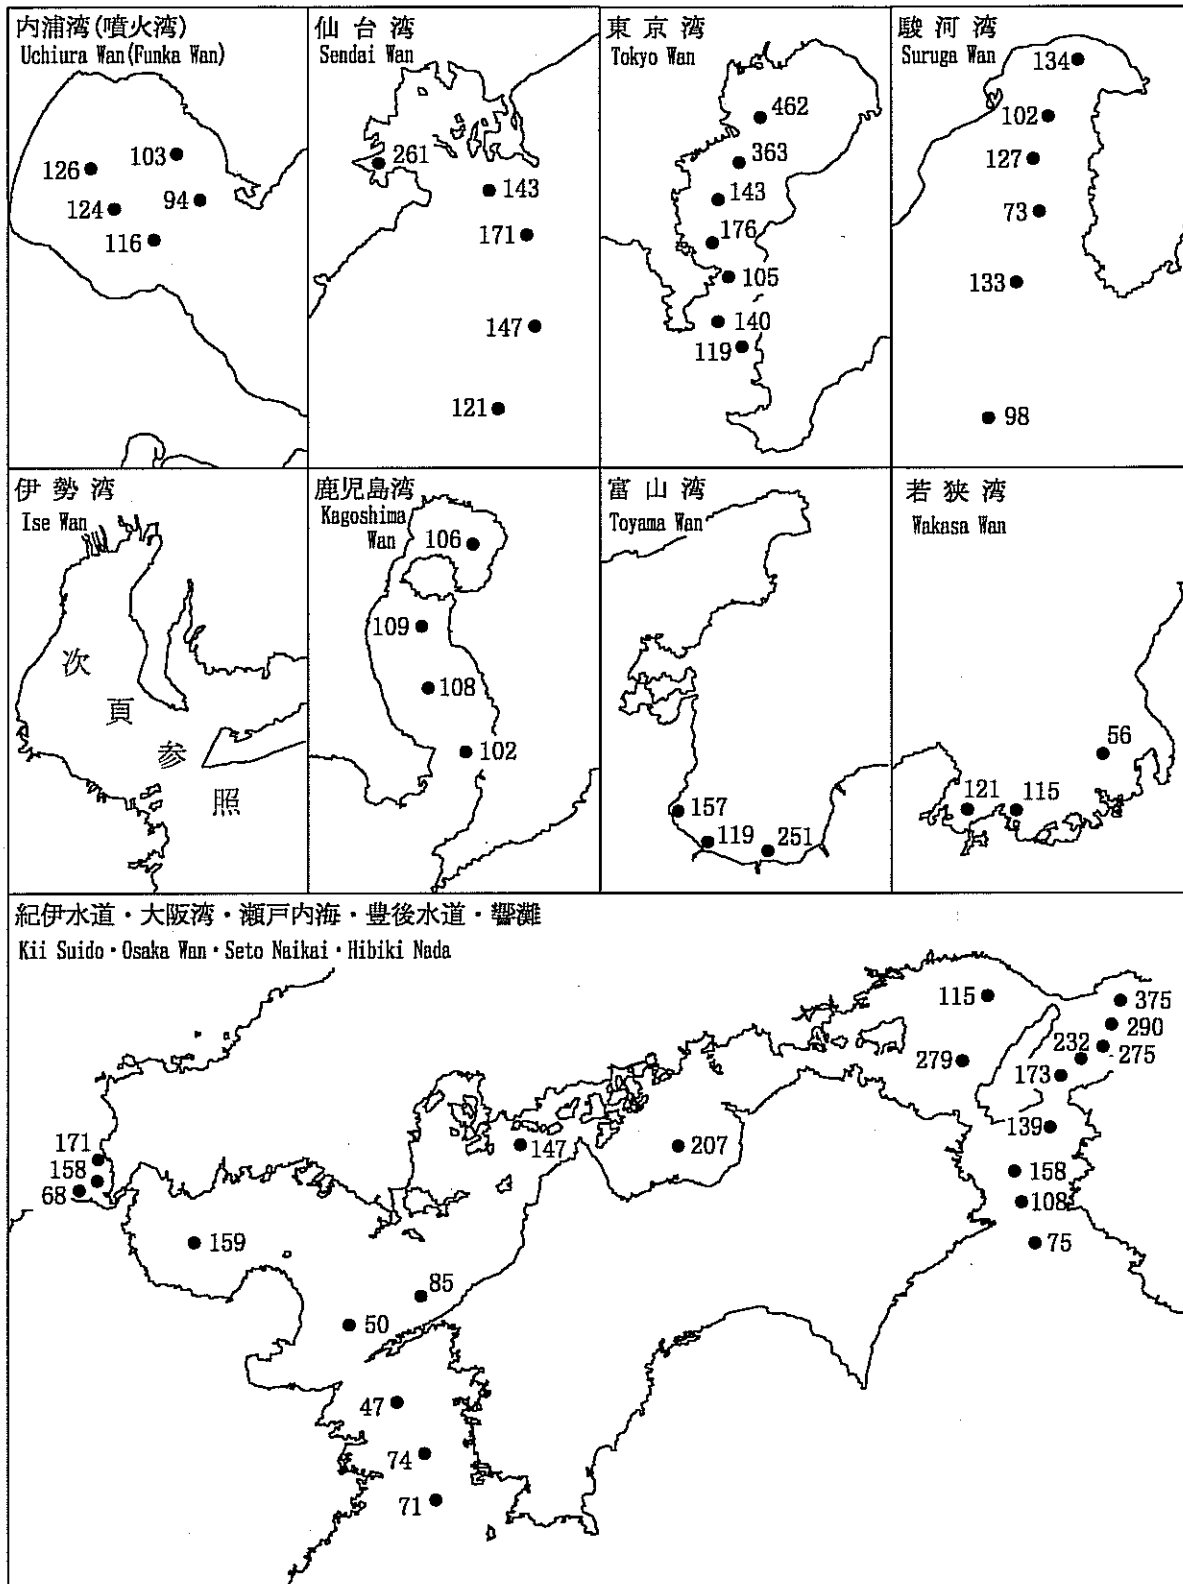 内浦湾(噴火湾)
Uchiura Wan(Funka Wan)
103
126
94
124
116
仙台湾
Sendai Wan
261
143
171
147
121
東京湾
Tokyo Wan
462
363
143
176
105
140
119
駿河湾
Suruga Wan
134
102
127
73
133
98
伊勢湾
Ise Wan
次
頁
参
照
鹿児島湾
Kagoshima
Wan
106
109
108
102
富山湾
Toyama Wan
157
119
251
若狭湾
Wakasa Wan
56
121
115
紀伊水道・大阪湾・瀬戸内海・豊後水道・響灘
Kii Suido・Osaka Wan・Seto Naikai・Hibiki Nada
115
375
290
232
275
279
173
139
147
207
171
158
158
68
108
159
75
85
50
47
74
71